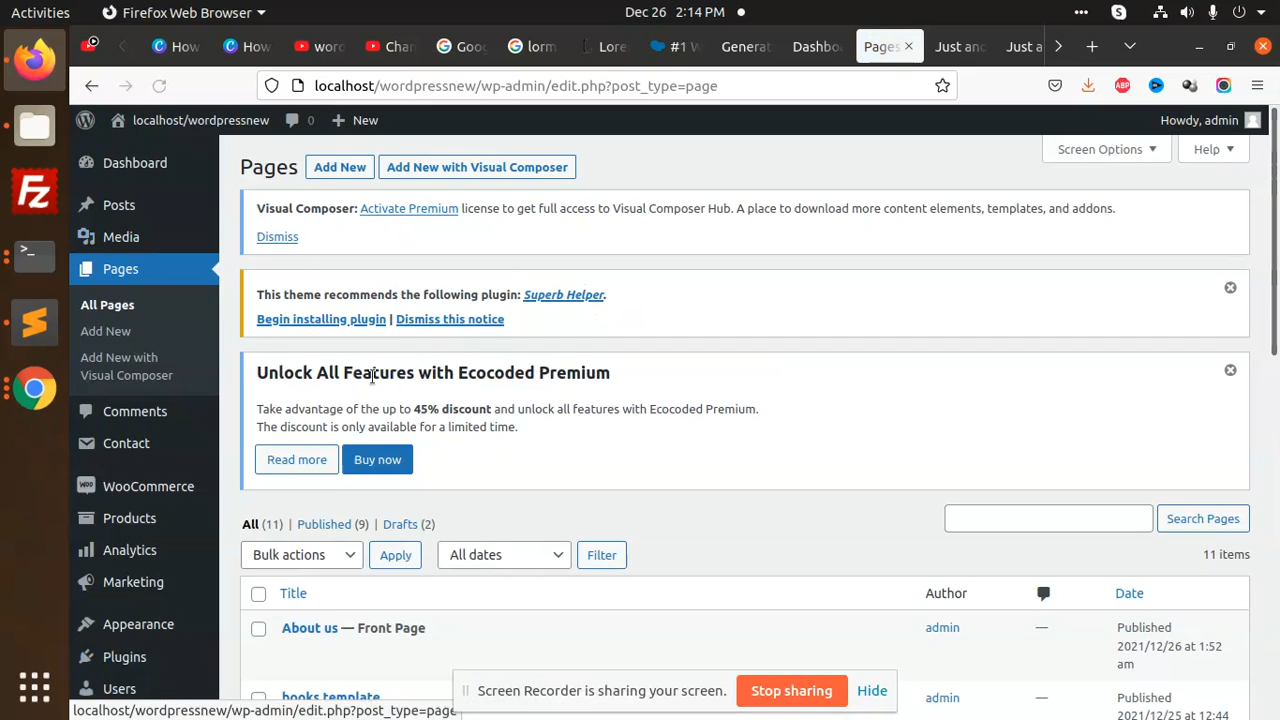 Activities
Firefox Web Browser
Dec 26 2:14 PM
How
How
word
Chan
Goo
lorm
Lore
#1 W
Generat
Dashbo
Pages
Just and
Just a
localhost/wordpressnew/wp-admin/edit.php?post_type=page
localhost/wordpressnew
0
New
Howdy, admin
Dashboard
Posts
Media
Pages
All Pages
Add New
Add New with
Visual Composer
Comments
Contact
WooCommerce
Products
Analytics
Marketing
Appearance
Plugins
Users
Pages
Add New
Add New with Visual Composer
Screen Options
Help
Visual Composer: Activate Premium license to get full access to Visual Composer Hub. A place to download more content elements, templates, and addons.
Dismiss
This theme recommends the following plugin: Superb Helper.
Begin installing plugin | Dismiss this notice
Unlock All Features with Ecocoded Premium
Take advantage of the up to 45% discount and unlock all features with Ecocoded Premium.
The discount is only available for a limited time.
Read more
Buy now
All (11) | Published (9) | Drafts (2)
Search Pages
Bulk actions
Apply
All dates
Filter
11 items
Title
Author
Date
About us — Front Page
admin
—
Published
2021/12/26 at 1:52
am
books template
admin
—
Published
2021/12/25 at 12:44
Screen Recorder is sharing your screen.
Stop sharing
Hide
localhost/wordpressnew/wp-admin/edit.php?post_type=page